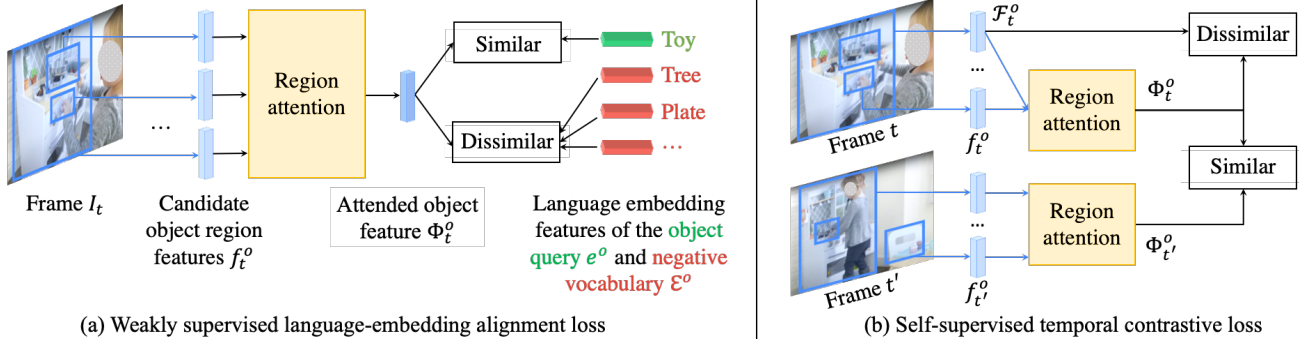 Region
attention
Similar
Dissimilar
Toy
Tree
Plate
...
...
Frame I_t
Candidate
object region
features f_t^o
Attended object
feature Φ_t^o
Language embedding
features of the object
query e^o and negative
vocabulary Ɛ^o
(a) Weakly supervised language-embedding alignment loss
ℱ_t^o
Dissimilar
...
Region
attention
Φ_t^o
Frame t
f_t^o
Similar
...
Region
attention
Φ_t'^o
Frame t'
f_t'^o
(b) Self-supervised temporal contrastive loss